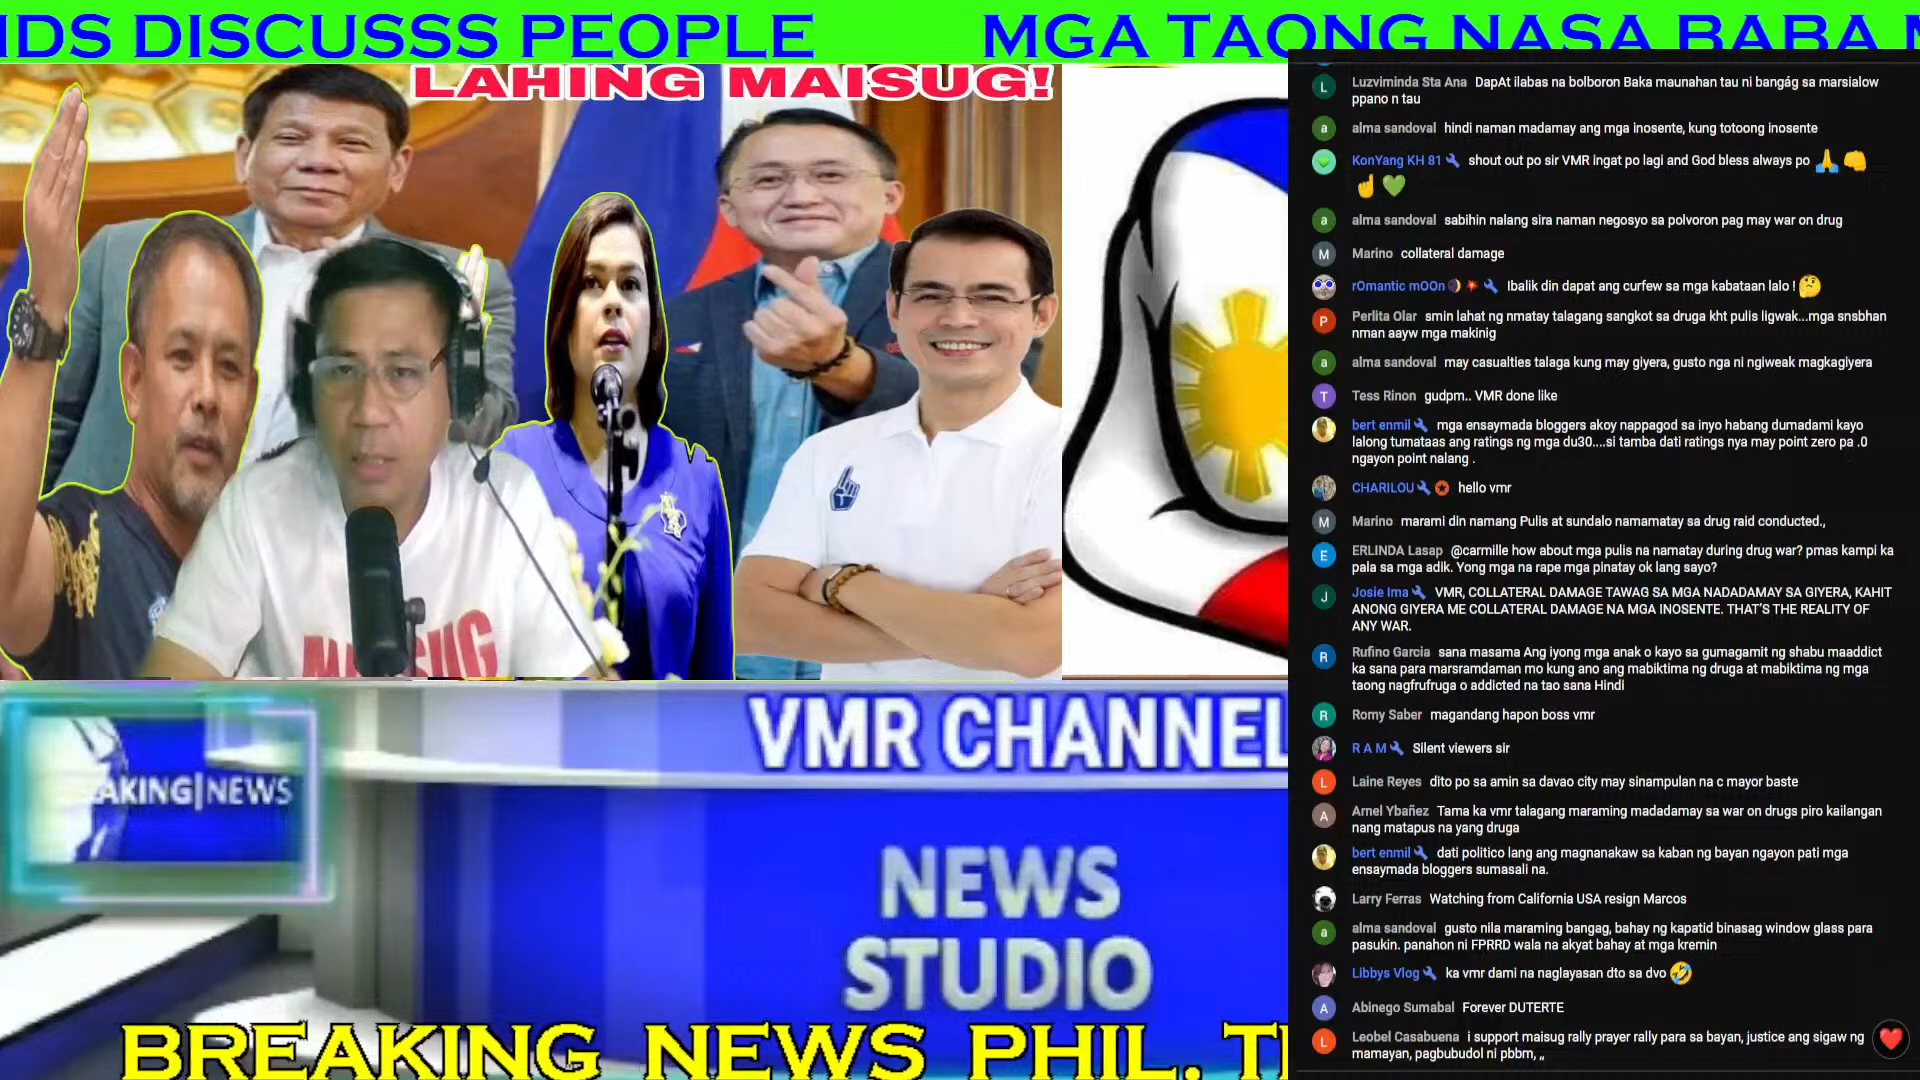 IDS DISCUSSS PEOPLE MGA TAONG NASA BABA
LAHING MAISUG!
VMR CHANNEL
AKING|NEWS
NEWS
STUDIO
BREAKING NEWS PHIL. T
Luzviminda Sta Ana DapAt ilabas na bolboron Baka maunahan tau ni bangág sa marsialow
ppano n tau
alma sandoval hindi naman madamay ang mga inosente, kung totoong inosente
KonYang KH 81 shout out po sir VMR ingat po lagi and God bless always po 🙏 👊
☝ 💚
alma sandoval sabihin nalang sira naman negosyo sa polvoron pag may war on drug
Marino collateral damage
rOmantic mOOn Ibalik din dapat ang curfew sa mga kabataan lalo ! 🤔
Perlita Olar smin lahat ng nmatay talagang sangkot sa druga kht pulis ligwak...mga snsbhan
nman aayw mga makinig
alma sandoval may casualties talaga kung may giyera, gusto nga ni ngiweak magkagiyera
Tess Rinon gudpm.. VMR done like
bert enmil mga ensaymada bloggers akoy nappagod sa inyo habang dumadami kayo
lalong tumataas ang ratings ng mga du30....si tamba dati ratings nya may point zero pa .0
ngayon point nalang .
CHARILOU hello vmr
Marino marami din namang Pulis at sundalo namamatay sa drug raid conducted.,
ERLINDA Lasap @carmille how about mga pulis na namatay during drug war? pmas kampi ka
pala sa mga adik. Yong mga na rape mga pinatay ok lang sayo?
Josie Ima VMR, COLLATERAL DAMAGE TAWAG SA MGA NADADAMAY SA GIYERA, KAHIT
ANONG GIYERA ME COLLATERAL DAMAGE NA MGA INOSENTE. THAT'S THE REALITY OF
ANY WAR.
Rufino Garcia sana masama Ang iyong mga anak o kayo sa gumagamit ng shabu maaddict
ka sana para marsramdaman mo kung ano ang mabiktima ng druga at mabiktima ng mga
taong nagfrufruga o addicted na tao sana Hindi
Romy Saber magandang hapon boss vmr
R A M Silent viewers sir
Laine Reyes dito po sa amin sa davao city may sinampulan na c mayor baste
Arnel Ybañez Tama ka vmr talagang maraming madadamay sa war on drugs piro kailangan
nang matapus na yang druga
bert enmil dati politico lang ang magnanakaw sa kaban ng bayan ngayon pati mga
ensaymada bloggers sumasali na.
Larry Ferras Watching from California USA resign Marcos
alma sandoval gusto nila maraming bangag, bahay ng kapatid binasag window glass para
pasukin. panahon ni FPRRD wala na akyat bahay at mga kremin
Libbys Vlog ka vmr dami na naglayasan dto sa dvo 🤣
Abinego Sumabal Forever DUTERTE
Leobel Casabuena i support maisug rally prayer rally para sa bayan, justice ang sigaw ng
mamayan, pagbubudol ni pbbm, ,,